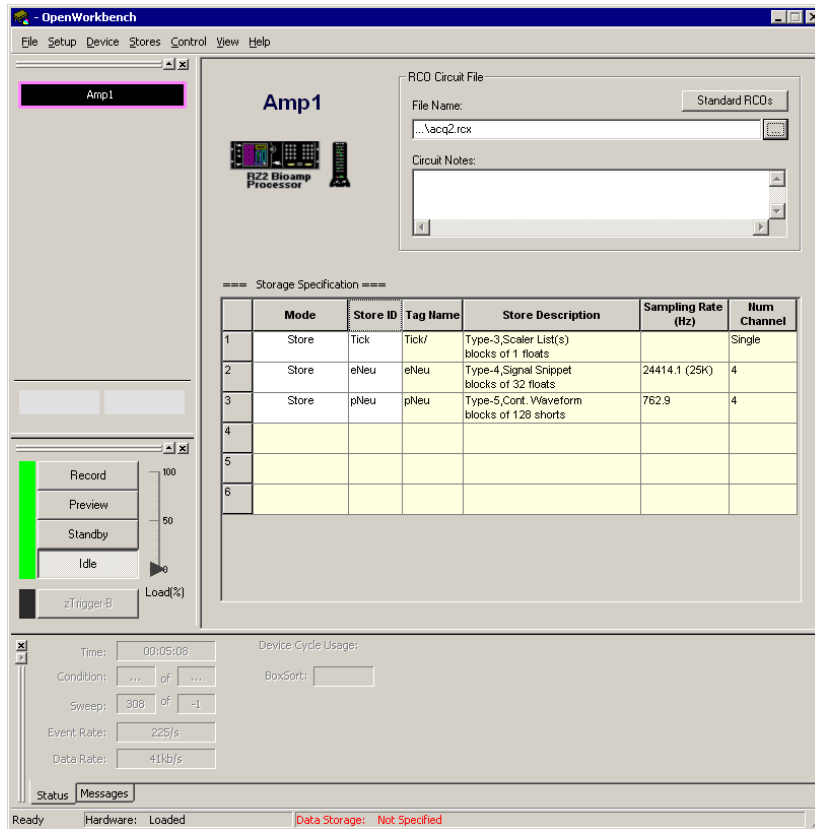 - OpenWorkbench
File Setup Device Stores Control View Help
Amp1
Amp1
RZ2 Bioamp
Processor
RCO Circuit File
File Name:
Standard RCOs
...\acq2.rcx
...
Circuit Notes:
=== Storage Specification ===
Mode Store ID Tag Name Store Description Sampling Rate (Hz) Num Channel
1 Store Tick Tick/ Type-3,Scaler List(s) Single
blocks of 1 floats
2 Store eNeu eNeu Type-4,Signal Snippet 24414.1 (25K) 4
blocks of 32 floats
3 Store pNeu pNeu Type-5,Cont. Waveform 762.9 4
blocks of 128 shorts
4
5
6
Record
Preview
Standby
Idle
zTrigger-B
100
50
0
Load(%)
Time: 00:05:08
Condition: ... of ...
Sweep: 308 of -1
Event Rate: 225/s
Data Rate: 41kb/s
Device Cycle Usage:
BoxSort:
Status Messages
Ready Hardware: Loaded Data Storage: Not Specified